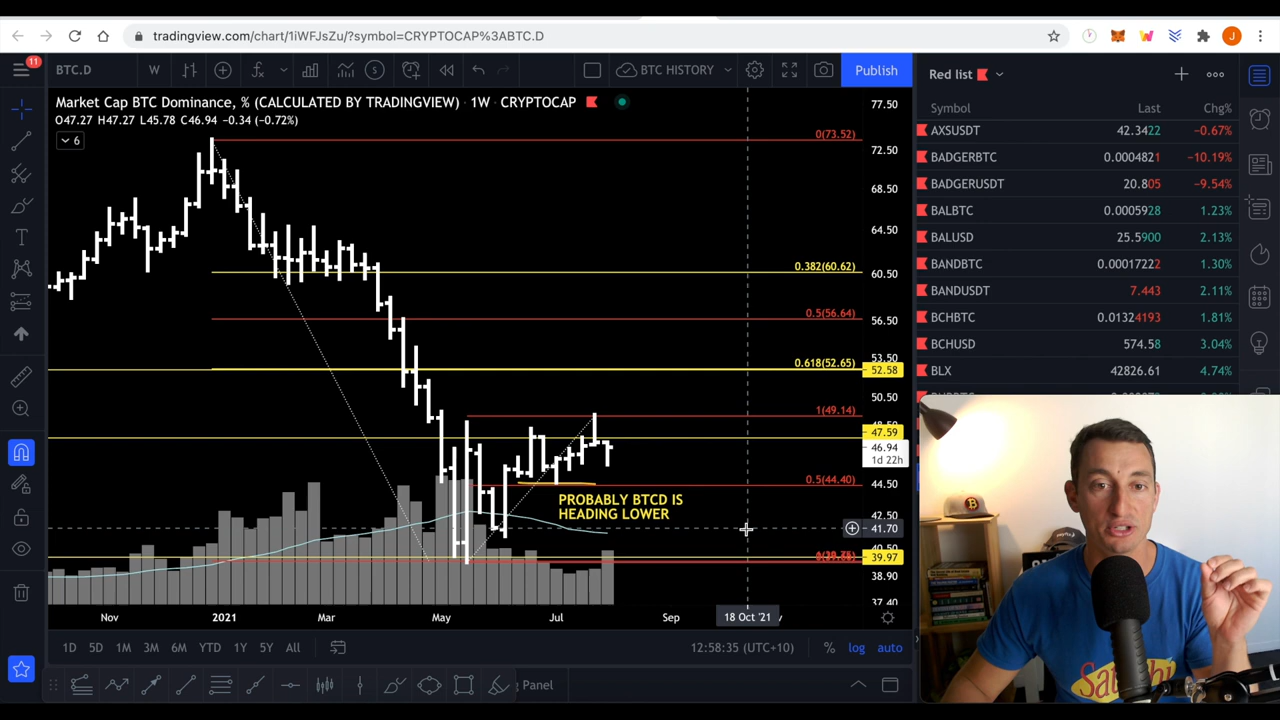 tradingview.com/chart/1iWFJsZu/?symbol=CRYPTOCAP%3ABTC.D
J
11
BTC.D
W
BTC HISTORY
Publish
Red list
Market Cap BTC Dominance, % (CALCULATED BY TRADINGVIEW) · 1W · CRYPTOCAP
O47.27 H47.27 L45.78 C46.94 −0.34 (−0.72%)
6
Symbol Last Chg%
AXSUSDT 42.3422 −0.67%
BADGERBTC 0.0004821 −10.19%
BADGERUSDT 20.805 −9.54%
BALBTC 0.0005928 1.23%
BALUSD 25.5900 2.13%
BANDBTC 0.00017222 1.30%
BANDUSDT 7.443 2.11%
BCHBTC 0.01324193 1.81%
BCHUSD 574.58 3.04%
BLX 42826.61 4.74%
0(73.52)
0.382(60.62)
0.5(56.64)
0.618(52.65)
1(49.14)
0.5(44.40)
77.50
72.50
68.50
64.50
60.50
56.50
53.50
52.58
50.50
47.59
46.94
1d 22h
44.50
42.50
41.70
39.97
38.90
37.40
PROBABLY BTCD IS
HEADING LOWER
Nov 2021 Mar May Jul Sep 18 Oct '21
1D 5D 1M 3M 6M YTD 1Y 5Y All
12:58:35 (UTC+10) % log auto
Panel